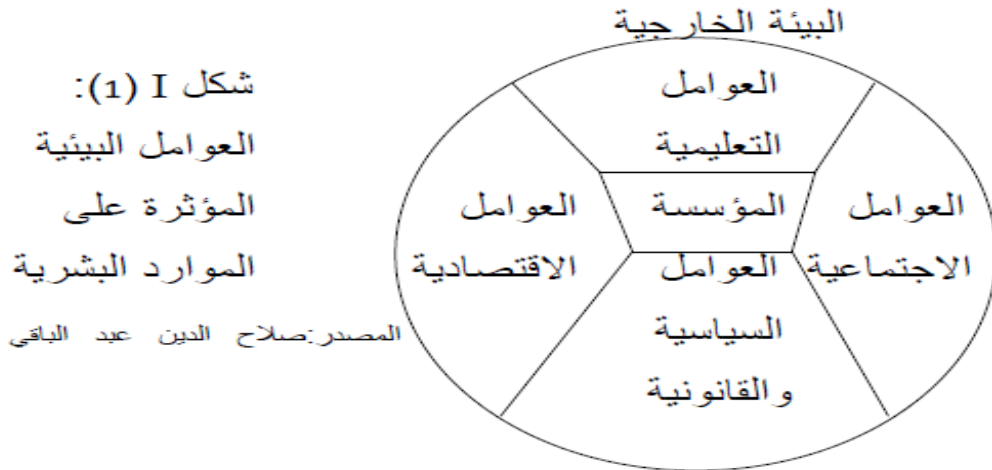 البيئة الخارجية
العوامل
التعليمية
العوامل
الاجتماعية
المؤسسة
العوامل
الاقتصادية
العوامل
السياسية
والقانونية
شكل I (1):
العوامل البيئية
المؤثرة على
الموارد البشرية
المصدر:صلاح الدين عبد الباقي